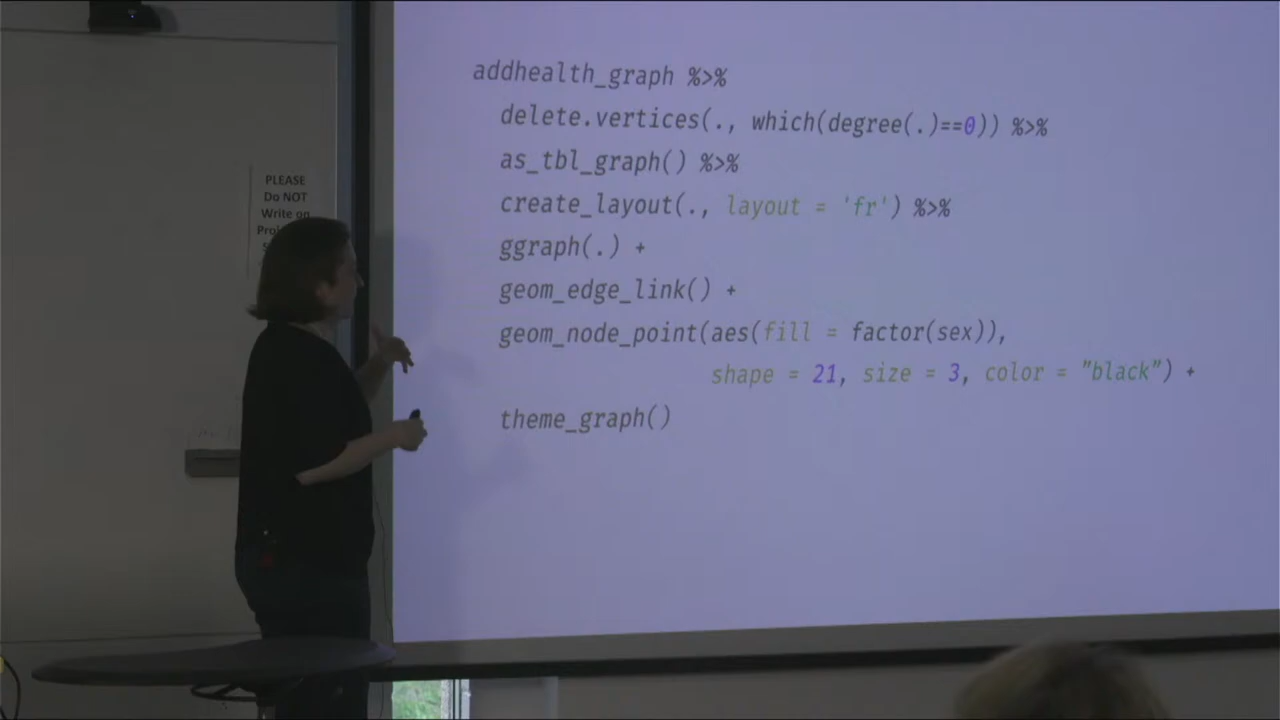 addhealth_graph %>%
delete.vertices(., which(degree(.)==0)) %>%
as_tbl_graph() %>%
create_layout(., layout = 'fr') %>%
ggraph(.) +
geom_edge_link() +
geom_node_point(aes(fill = factor(sex)),
shape = 21, size = 3, color = "black") +
theme_graph()
PLEASE
Do NOT
Write on